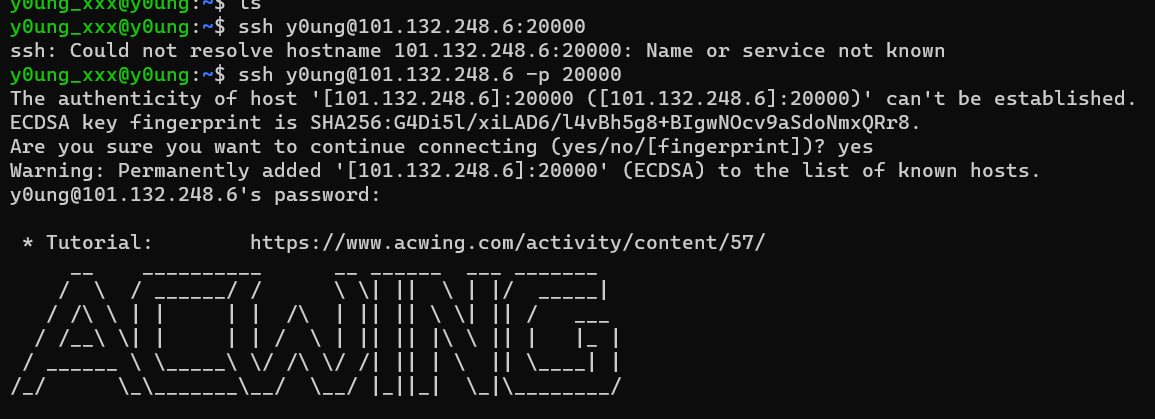 y0ung_xxx@y0ung:~$ ls
y0ung_xxx@y0ung:~$ ssh y0ung@101.132.248.6:20000
ssh: Could not resolve hostname 101.132.248.6:20000: Name or service not known
y0ung_xxx@y0ung:~$ ssh y0ung@101.132.248.6 -p 20000
The authenticity of host '[101.132.248.6]:20000 ([101.132.248.6]:20000)' can't be established.
ECDSA key fingerprint is SHA256:G4Di5l/xiLAD6/l4vBh5g8+BIgwNOcv9aSdoNmxQRr8.
Are you sure you want to continue connecting (yes/no/[fingerprint])? yes
Warning: Permanently added '[101.132.248.6]:20000' (ECDSA) to the list of known hosts.
y0ung@101.132.248.6's password:
* Tutorial: https://www.acwing.com/activity/content/57/
ACWING